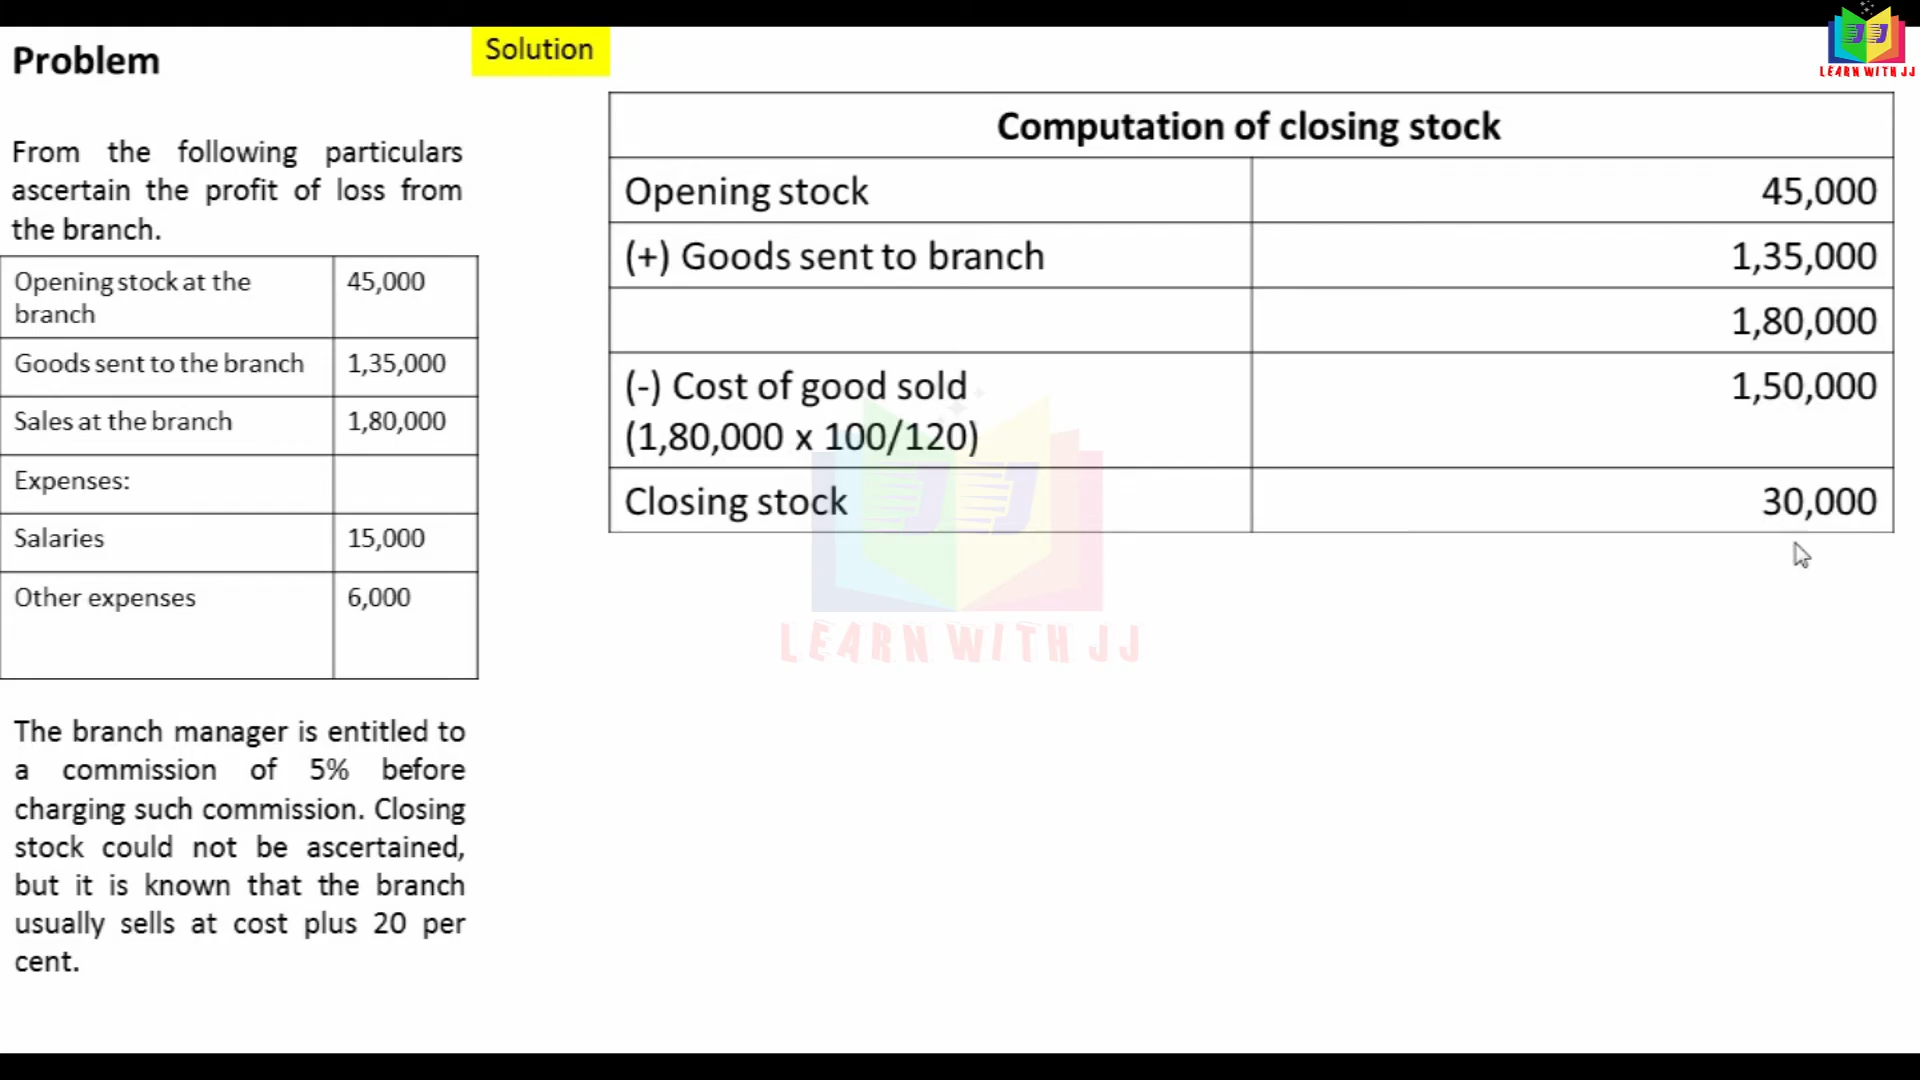 Problem
Solution
LEARN WITH JJ
From the following particulars
ascertain the profit of loss from
the branch.
Opening stock at the
branch
45,000
Goods sent to the branch 1,35,000
Sales at the branch 1,80,000
Expenses:
Salaries 15,000
Other expenses 6,000
The branch manager is entitled to
a commission of 5% before
charging such commission. Closing
stock could not be ascertained,
but it is known that the branch
usually sells at cost plus 20 per
cent.
Computation of closing stock
Opening stock 45,000
(+) Goods sent to branch 1,35,000
1,80,000
(-) Cost of good sold 1,50,000
(1,80,000 x 100/120)
Closing stock 30,000
JJ
LEARN WITH JJ